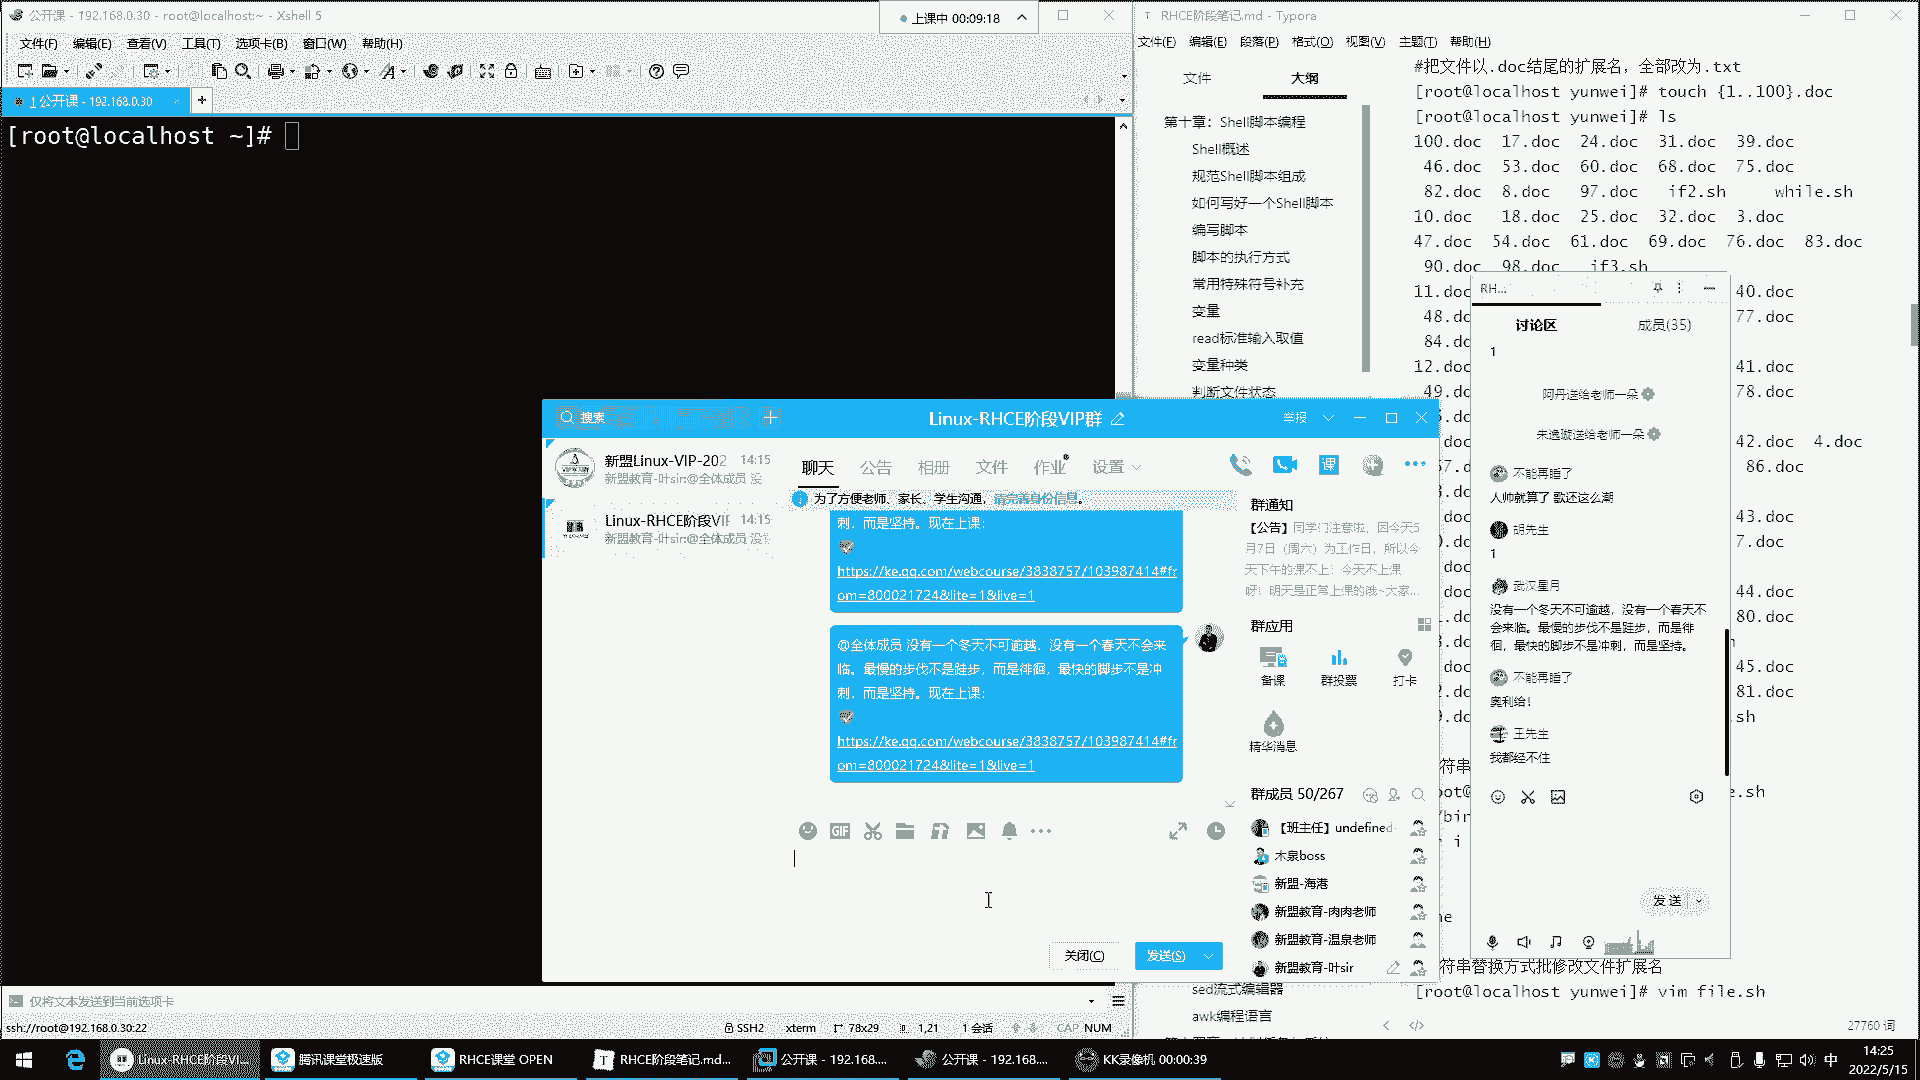 公开课 - 192.168.0.30 - root@localhost:~ - Xshell 5
上课中 00:09:18
文件(F) 编辑(E) 查看(V) 工具(T) 选项卡(B) 窗口(W) 帮助(H)
1 公开课 - 192.168.0.30
[root@localhost ~]#
仅将文本发送到当前选项卡
ssh://root@192.168.0.30:22
SSH2 xterm 78x29 1,21 1 会话 CAP NUM
RHCE阶段笔记.md - Typora
文件(F) 编辑(E) 段落(P) 格式(O) 视图(V) 主题(T) 帮助(H)
文件 大纲
第十章：Shell脚本编程
Shell概述
规范Shell脚本组成
如何写好一个Shell脚本
编写脚本
脚本的执行方式
常用特殊符号补充
变量
read标准输入取值
变量种类
判断文件状态
sed流式编辑器
awk编程语言
#把文件以.doc结尾的扩展名，全部改为.txt
[root@localhost yunwei]# touch {1..100}.doc
[root@localhost yunwei]# ls
100.doc 17.doc 24.doc 31.doc 39.doc
46.doc 53.doc 60.doc 68.doc 75.doc
82.doc 8.doc 97.doc if2.sh while.sh
10.doc 18.doc 25.doc 32.doc 3.doc
47.doc 54.doc 61.doc 69.doc 76.doc 83.doc
90.doc 98.doc if3.sh
11.doc 40.doc
48.dc 77.doc
84.dc
12.doc 41.doc
49.dc 78.doc
42.doc 4.doc
86.doc
43.doc
7.doc
44.doc
80.doc
45.doc
81.doc
.sh
e.sh
符串替换方式批修改文件扩展名
[root@localhost yunwei]# vim file.sh
27760 词
RH...
讨论区 成员(35)
1
阿丹送给老师一朵
朱逸璇送给老师一朵
不能再睡了
人帅就算了 歌还这么潮
胡先生
1
武汉星月
没有一个冬天不可逾越，没有一个春天不
会来临。最慢的步伐不是跬步，而是徘
徊，最快的脚步不是冲刺，而是坚持。
不能再睡了
奥利给！
王先生
我都经不住
发送
搜索
Linux-RHCE阶段VIP群
举报
新盟Linux-VIP-202 14:15
新盟教育-叶sir:@全体成员 没
Linux-RHCE阶段VIF 14:15
新盟教育-叶sir:@全体成员 没
聊天 公告 相册 文件 作业 设置
课
为了方便老师、家长、学生沟通，请完善身份信息。
刺，而是坚持。现在上课：
https://ke.qq.com/webcourse/3838757/103987414#fr
om=800021724&lite=1&live=1
@全体成员 没有一个冬天不可逾越，没有一个春天不会来
临。最慢的步伐不是跬步，而是徘徊，最快的脚步不是冲
刺，而是坚持。现在上课：
https://ke.qq.com/webcourse/3838757/103987414#fr
om=800021724&lite=1&live=1
GIF
关闭(C) 发送(S)
群通知
【公告】同学们注意啦，因今天5
月7日（周六）为工作日，所以今
天下午的课不上！今天不上课
呀！明天是正常上课的哦~大家...
群应用
备课 群投票 打卡
精华消息
群成员 50/267
【班主任】undefined
木泉boss
新盟-海港
新盟教育-肉肉老师
新盟教育-温泉老师
新盟教育-叶sir
Linux-RHCE阶段VI... 腾讯课堂极速版 RHCE课堂 OPEN RHCE阶段笔记.md... 公开课 - 192.168.... 公开课 - 192.168.... KK录像机 00:00:39
中 14:25
2022/5/15